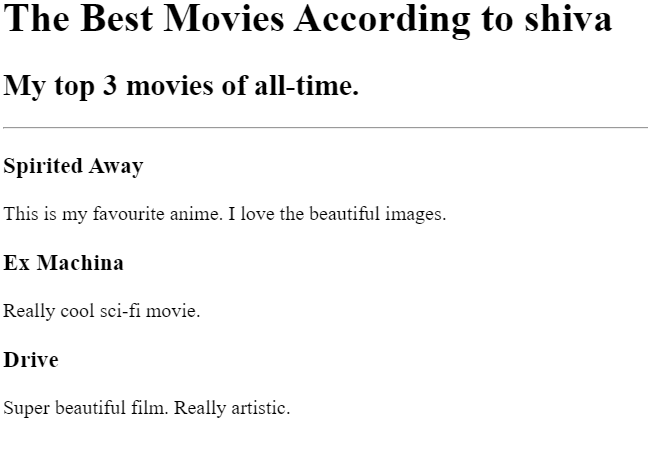 The Best Movies According to shiva
My top 3 movies of all-time.
Spirited Away
This is my favourite anime. I love the beautiful images.
Ex Machina
Really cool sci-fi movie.
Drive
Super beautiful film. Really artistic.